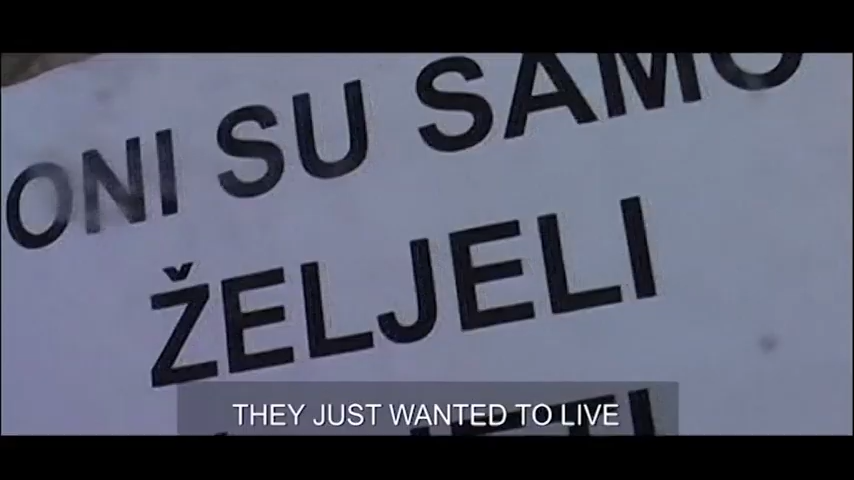 ONI SU SAMO
ŽELJELI
THEY JUST WANTED TO LIVE